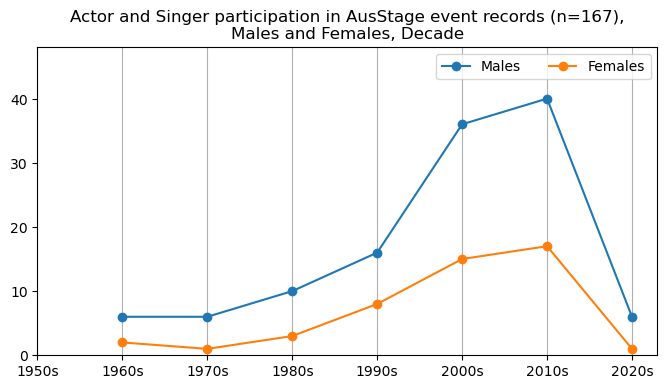 Actor and Singer participation in AusStage event records (n=167),
Males and Females, Decade
Males Females
40
30
20
10
0
1950s 1960s 1970s 1980s 1990s 2000s 2010s 2020s